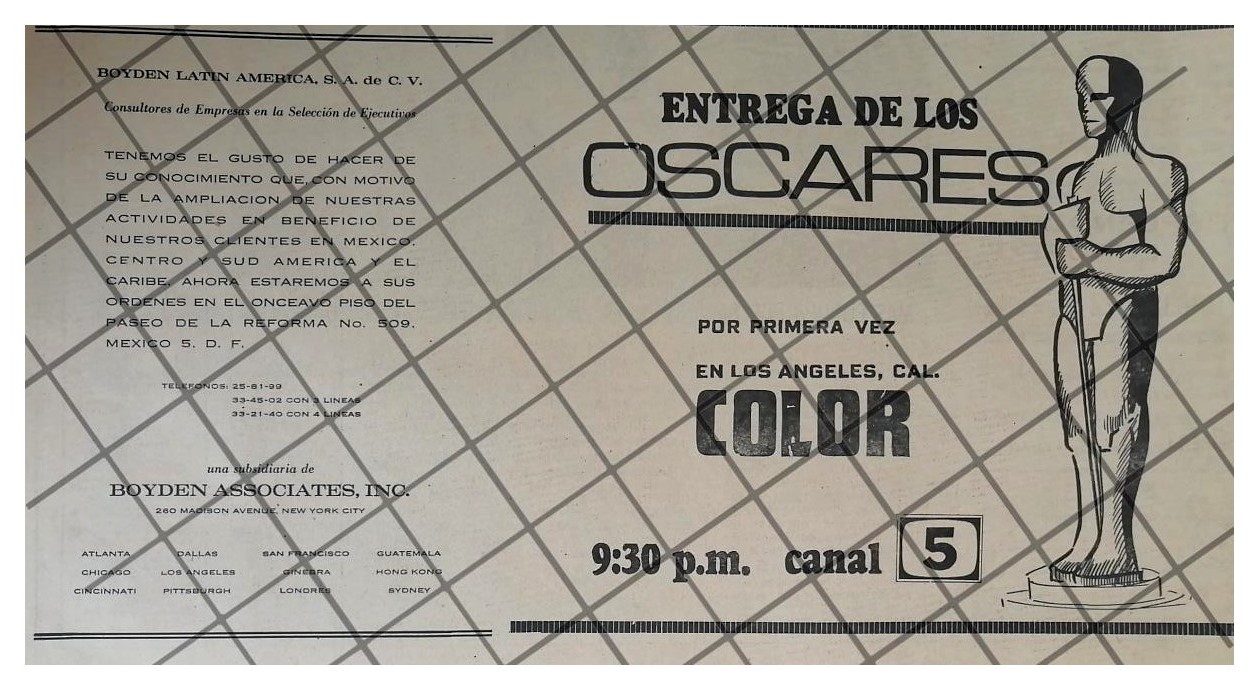 BOYDEN LATIN AMERICA, S. A. de C. V.
Consultores de Empresas en la Selección de Ejecutivos
TENEMOS EL GUSTO DE HACER DE
SU CONOCIMIENTO QUE, CON MOTIVO
DE LA AMPLIACION DE NUESTRAS
ACTIVIDADES EN BENEFICIO DE
NUESTROS CLIENTES EN MEXICO,
CENTRO Y SUD AMERICA Y EL
CARIBE, AHORA ESTAREMOS A SUS
ORDENES EN EL ONCEAVO PISO DEL
PASEO DE LA REFORMA No. 509,
MEXICO 5, D. F.
TELEFONOS: 25-81-99
33-45-02 CON 3 LINEAS
33-21-40 CON 4 LINEAS
una subsidiaria de
BOYDEN ASSOCIATES, INC.
260 MADISON AVENUE, NEW YORK CITY
ATLANTA DALLAS SAN FRANCISCO GUATEMALA
CHICAGO LOS ANGELES GINEBRA HONG KONG
CINCINNATI PITTSBURGH LONDRES SYDNEY
ENTREGA DE LOS
OSCARES
POR PRIMERA VEZ
EN LOS ANGELES, CAL.
COLOR
9:30 p.m. canal 5